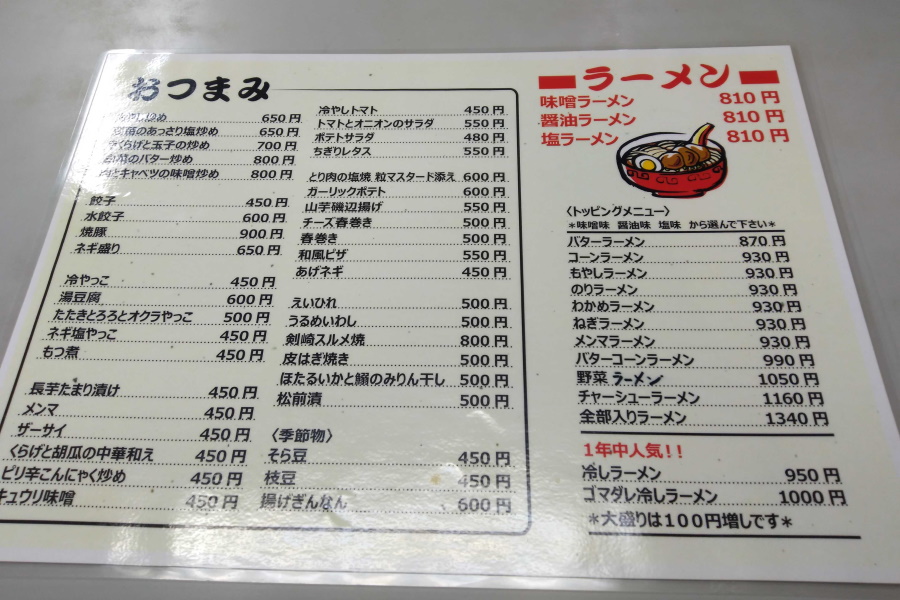 おつまみ
炒め 650円
のあっさり塩炒め 650円
くらげと玉子の炒め 700円
のバター炒め 800円
肉とキャベツの味噌炒め 800円
餃子 450円
水餃子 600円
焼豚 900円
ネギ盛り 650円
冷やっこ 450円
湯豆腐 600円
たたきとろろとオクラやっこ 500円
ネギ塩やっこ 450円
もつ煮 450円
長芋たまり漬け 450円
メンマ 450円
ザーサイ 450円
くらげと胡瓜の中華和え 450円
ピリ辛こんにゃく炒め 450円
キュウリ味噌 450円
冷やしトマト 450円
トマトとオニオンのサラダ 550円
ポテトサラダ 480円
ちぎりレタス 550円
とり肉の塩焼 粒マスタード添え 600円
ガーリックポテト 600円
山芋磯辺揚げ 550円
チーズ春巻き 500円
春巻き 500円
和風ピザ 550円
あげネギ 450円
えいひれ 500円
うるめいわし 500円
剣崎スルメ焼 800円
皮はぎ焼き 500円
ほたるいかと鰯のみりん干し 500円
松前漬 500円
〈季節物〉
そら豆 450円
枝豆 450円
揚げぎんなん 600円
ラーメン
味噌ラーメン 810円
醤油ラーメン 810円
塩ラーメン 810円
〈トッピングメニュー〉
＊味噌味 醤油味 塩味 から選んで下さい＊
バターラーメン 870円
コーンラーメン 930円
もやしラーメン 930円
のりラーメン 930円
わかめラーメン 930円
ねぎラーメン 930円
メンマラーメン 930円
バターコーンラーメン 990円
野菜ラーメン 1050円
チャーシューラーメン 1160円
全部入りラーメン 1340円
1年中人気！！
冷しラーメン 950円
ゴマダレ冷しラーメン 1000円
＊大盛りは100円増しです＊